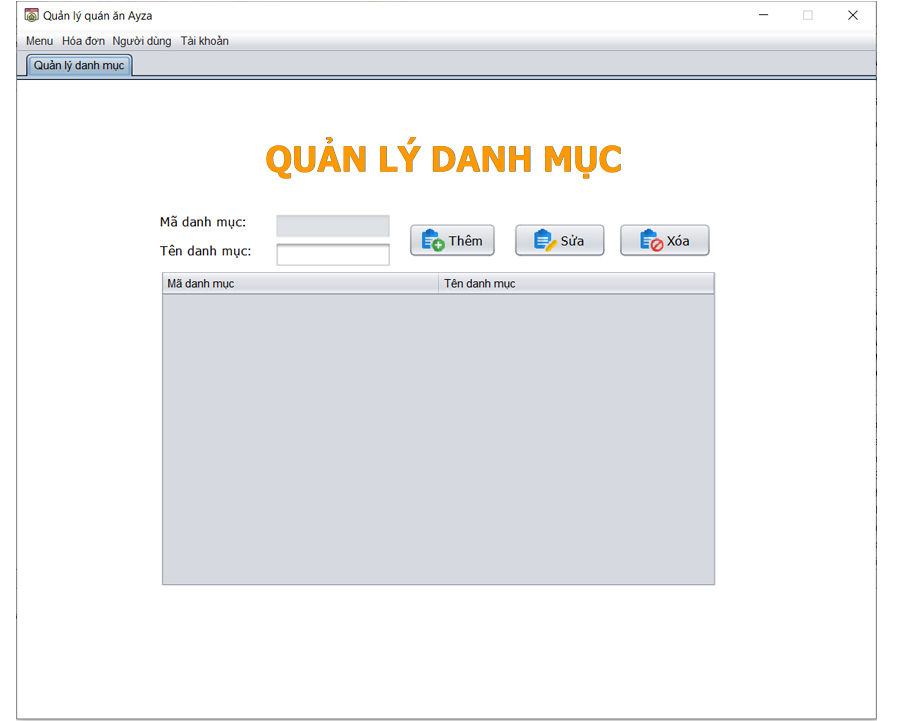 Quản lý quán ăn Ayza
Menu Hóa đơn Người dùng Tài khoản
Quản lý danh mục
QUẢN LÝ DANH MỤC
Mã danh mục:
Thêm Sửa Xóa
Tên danh mục:
Mã danh mục Tên danh mục